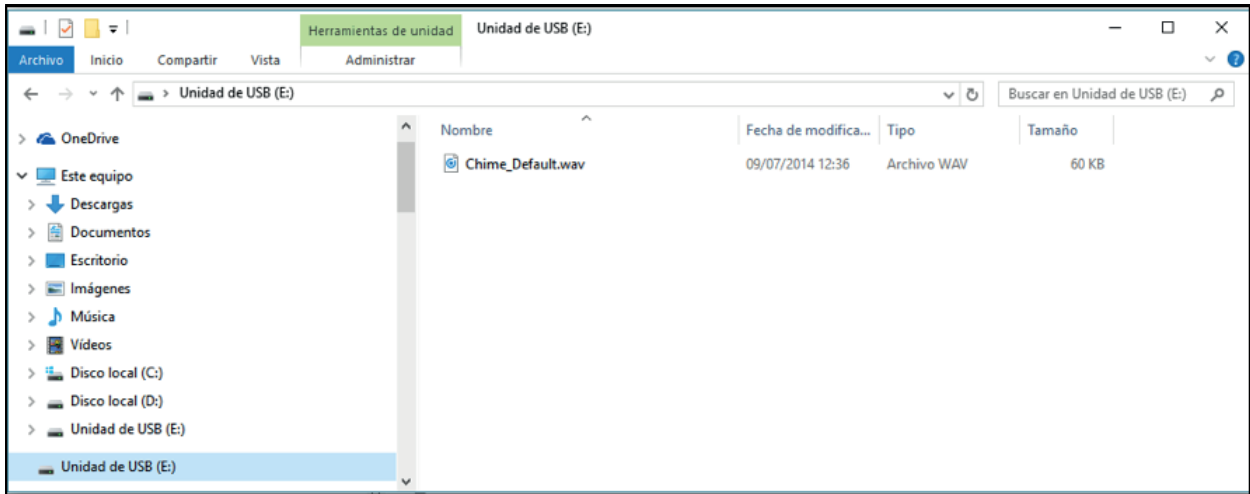 Herramientas de unidad Unidad de USB (E:)
Archivo Inicio Compartir Vista Administrar
Unidad de USB (E:) Buscar en Unidad de USB (E:)
OneDrive
Este equipo
Descargas
Documentos
Escritorio
Imágenes
Música
Vídeos
Disco local (C:)
Disco local (D:)
Unidad de USB (E:)
Unidad de USB (E:)
Nombre Fecha de modifica... Tipo Tamaño
Chime_Default.wav 09/07/2014 12:36 Archivo WAV 60 KB